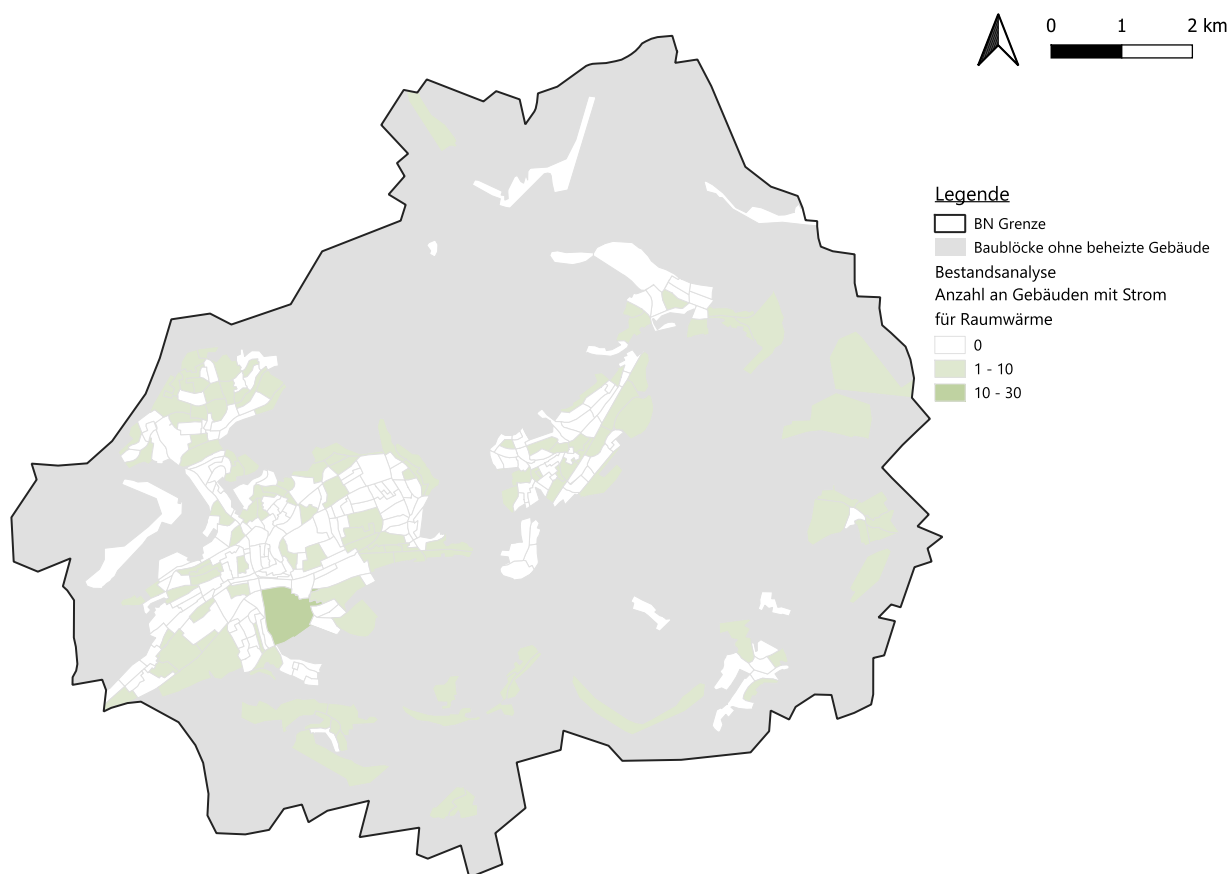 0 1 2 km
Legende
BN Grenze
Baublöcke ohne beheizte Gebäude
Bestandsanalyse
Anzahl an Gebäuden mit Strom
für Raumwärme
0
1 - 10
10 - 30